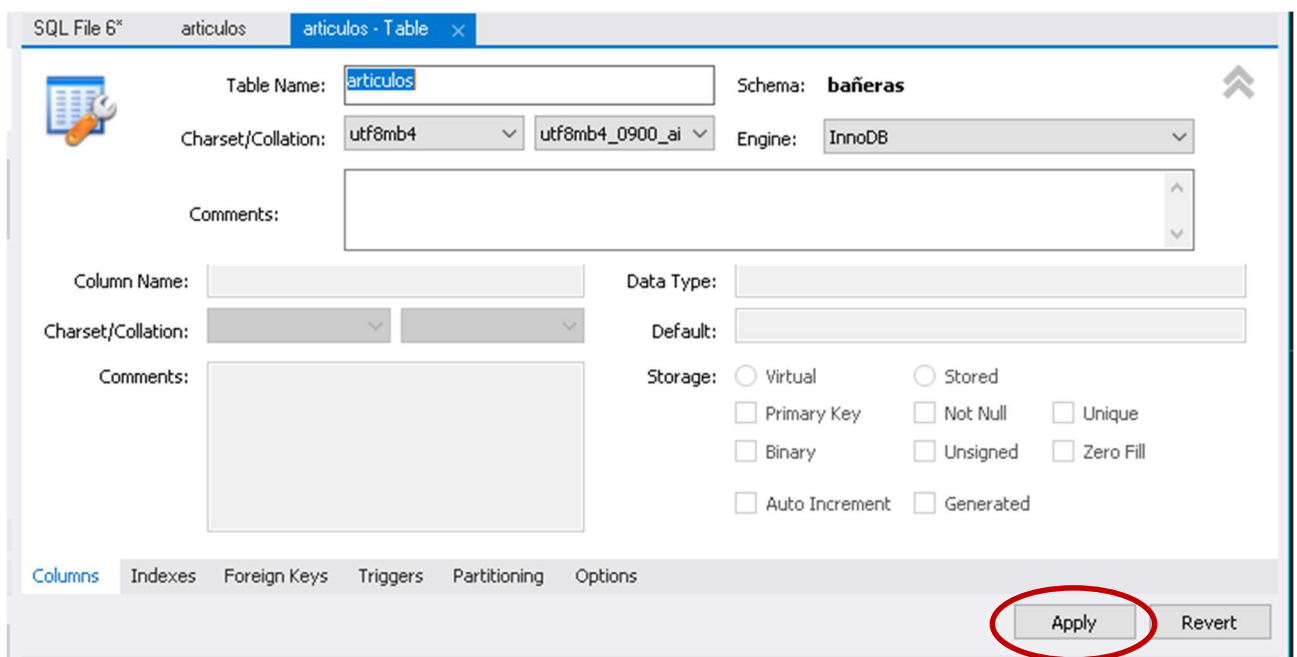 SQL File 6* articulos articulos - Table ×
Table Name: articulos Schema: bañeras
Charset/Collation: utf8mb4 utf8mb4_0900_ai Engine: InnoDB
Comments:
Column Name: Data Type:
Charset/Collation: Default:
Comments: Storage: Virtual Stored
Primary Key Not Null Unique
Binary Unsigned Zero Fill
Auto Increment Generated
Columns Indexes Foreign Keys Triggers Partitioning Options
Apply Revert